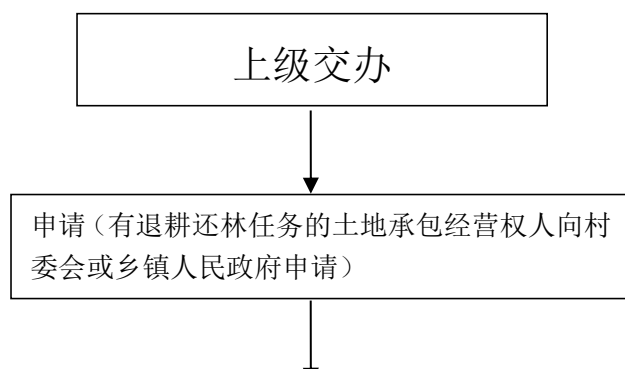 上级交办
申请（有退耕还林任务的土地承包经营权人向村
委会或乡镇人民政府申请）